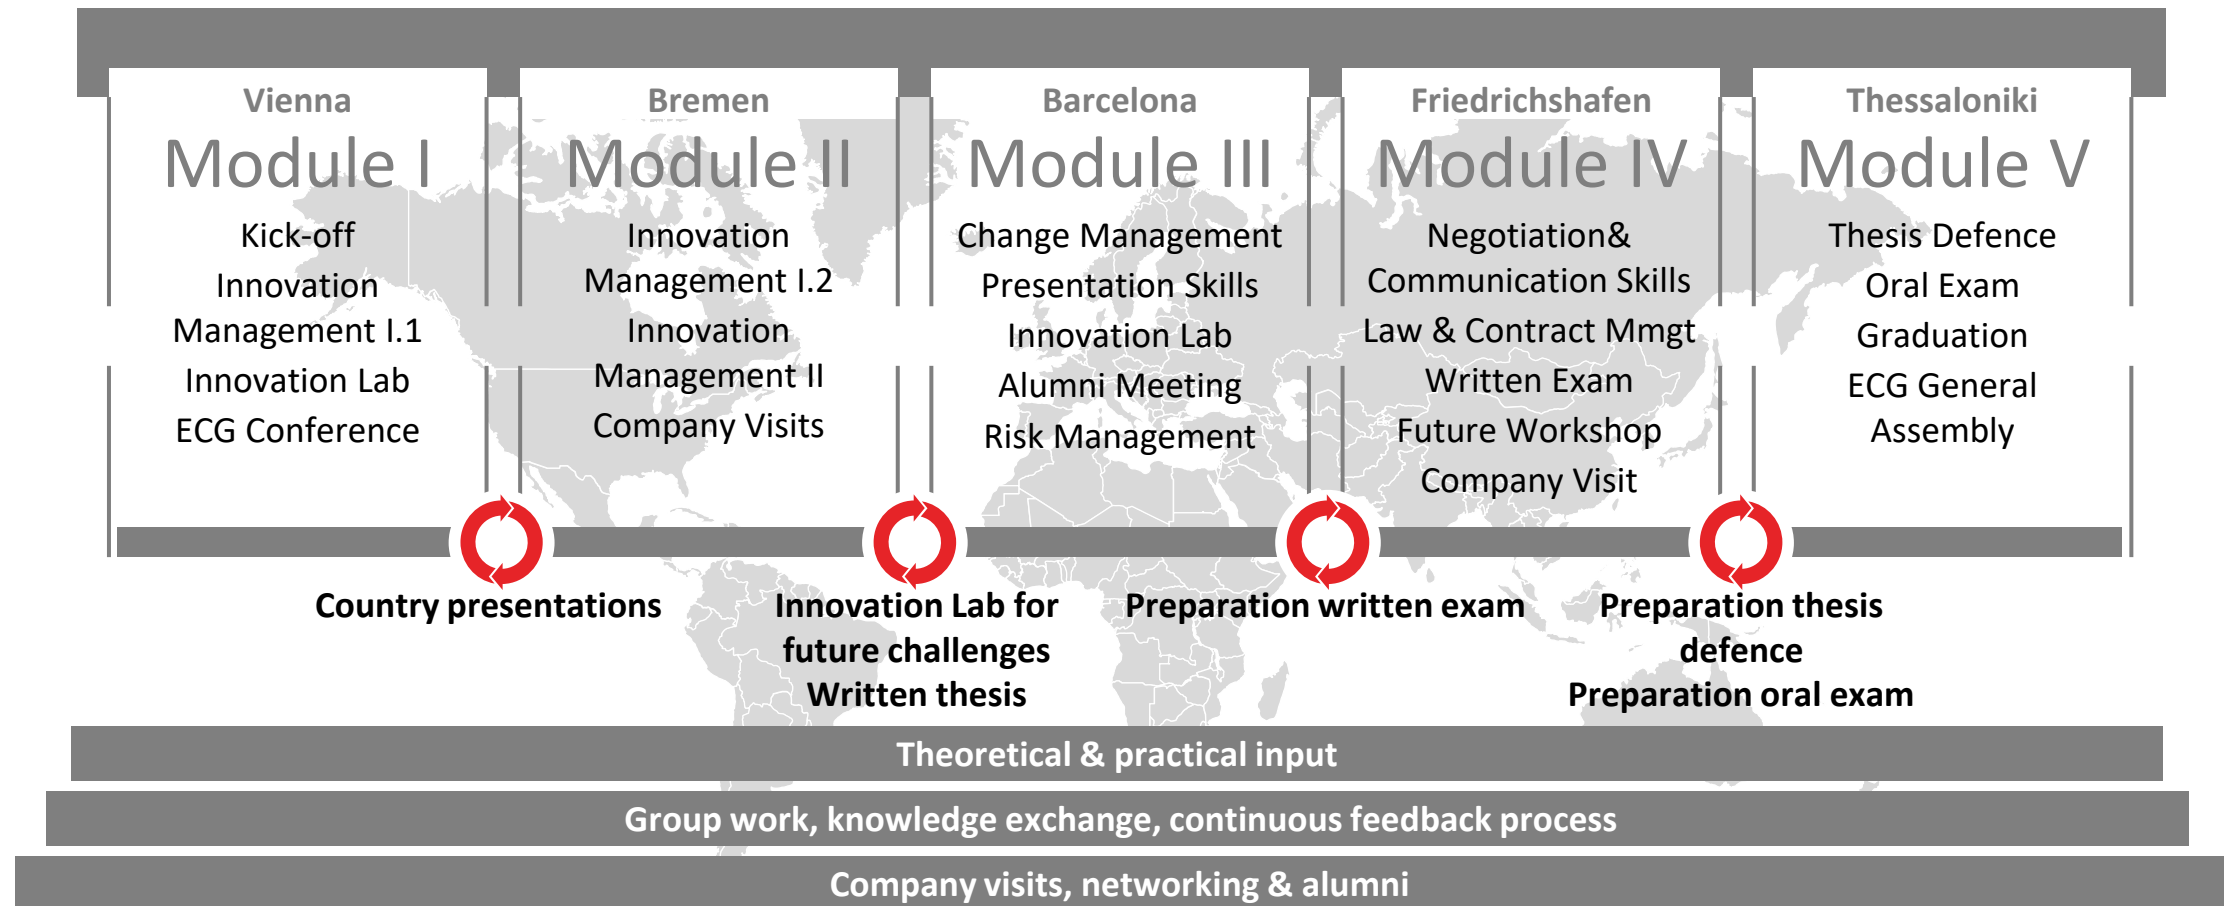 Vienna
Module I
Kick-off
Innovation
Management I.1
Innovation Lab
ECG Conference
Bremen
Module II
Innovation
Management I.2
Innovation
Management II
Company Visits
Barcelona
Module III
Change Management
Presentation Skills
Innovation Lab
Alumni Meeting
Risk Management
Friedrichshafen
Module IV
Negotiation&
Communication Skills
Law & Contract Mmgt
Written Exam
Future Workshop
Company Visit
Thessaloniki
Module V
Thesis Defence
Oral Exam
Graduation
ECG General
Assembly
Country presentations
Innovation Lab for
future challenges
Written thesis
Preparation written exam
Preparation thesis
defence
Preparation oral exam
Theoretical & practical input
Group work, knowledge exchange, continuous feedback process
Company visits, networking & alumni